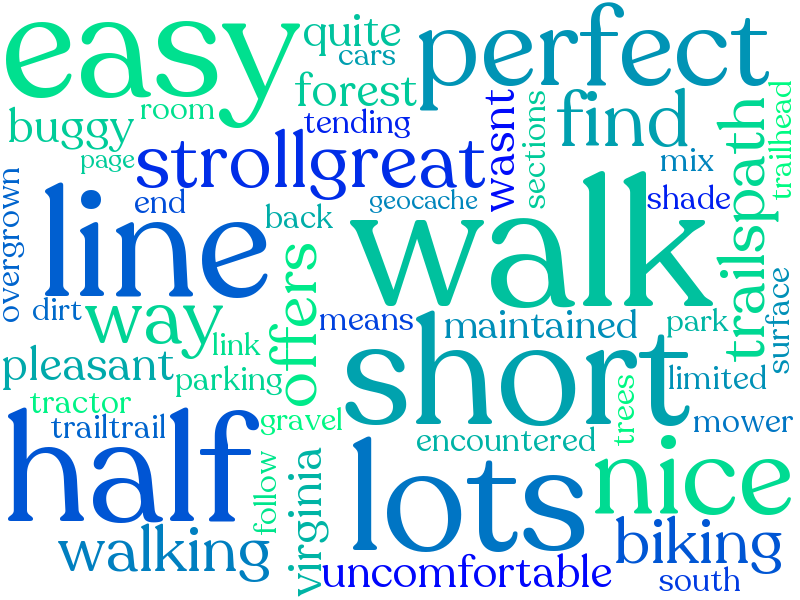 easy
quite
cars
perfect
forest
room
buggy
tending
page
strollgreat
wasnt
sections
find
mix
shade
trailhead
trailspath
overgrown
end
back
geocache
line
walk
offers
dirt
way
link
means
maintained
park
surface
pleasant
parking
short
limited
tractor
trailtrail
gravel
trees
mower
encountered
half
follow
virginia
lots
nice
walking
biking
uncomfortable
south